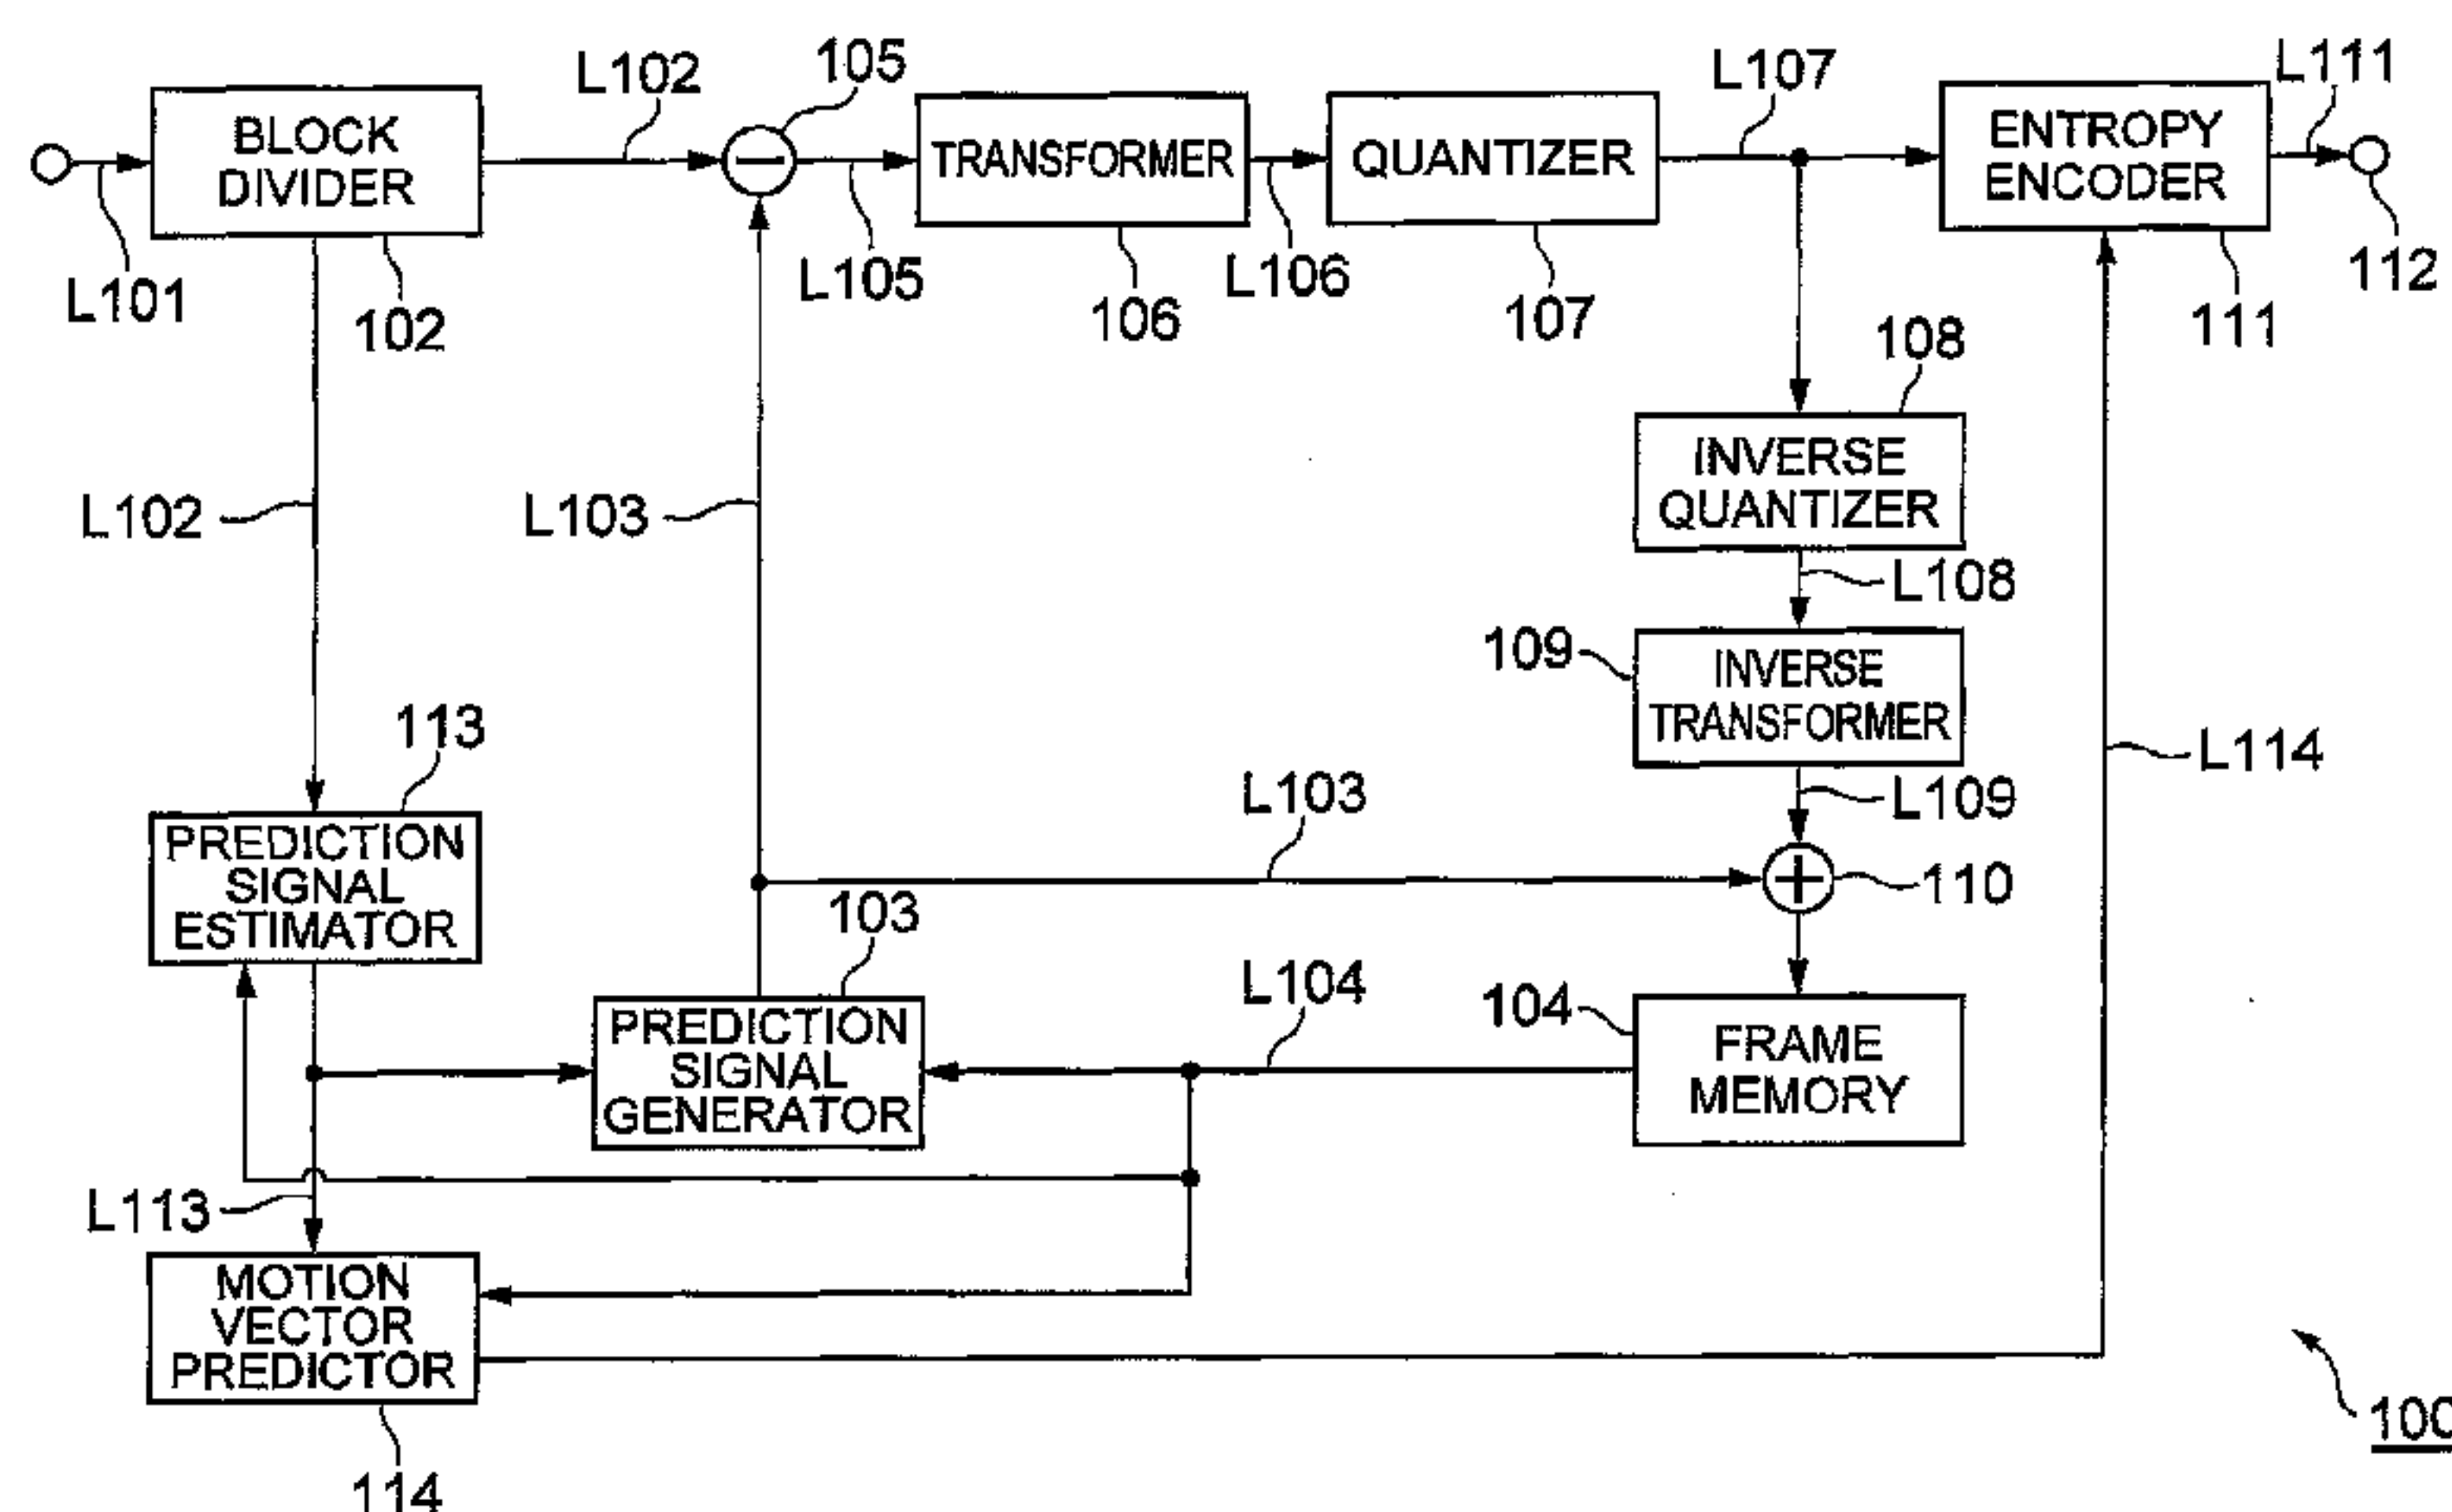 L102
105
L107
L111
BLOCK
DIVIDER
TRANSFORMER
QUANTIZER
ENTROPY
ENCODER
L101
102
L105
106
L106
107
111
112
108
INVERSE
QUANTIZER
L108
L102
L103
109
INVERSE
TRANSFORMER
L114
113
L109
L103
PREDICTION
SIGNAL
ESTIMATOR
110
103
L104
104
PREDICTION
SIGNAL
GENERATOR
FRAME
MEMORY
L113
MOTION
VECTOR
PREDICTOR
100
114